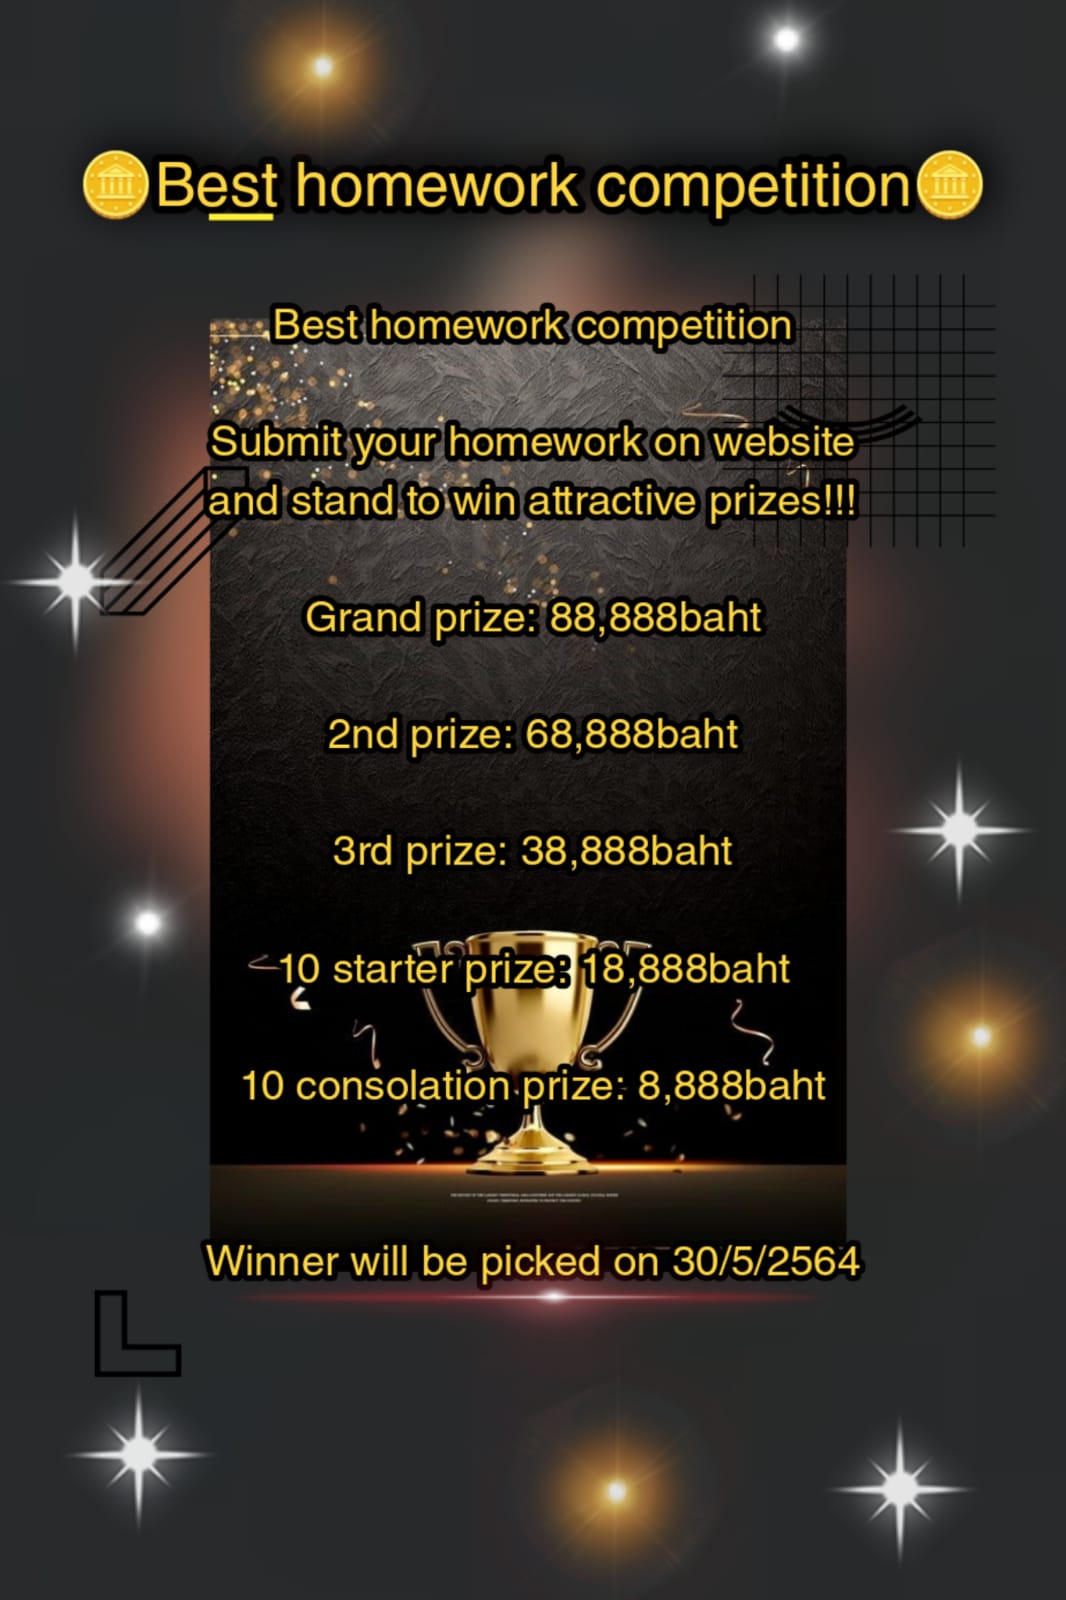 🪙Best homework competition🪙
Best homework competition
Submit your homework on website
and stand to win attractive prizes!!!
Grand prize: 88,888baht
2nd prize: 68,888baht
3rd prize: 38,888baht
10 starter prize: 18,888baht
10 consolation prize: 8,888baht
Winner will be picked on 30/5/2564